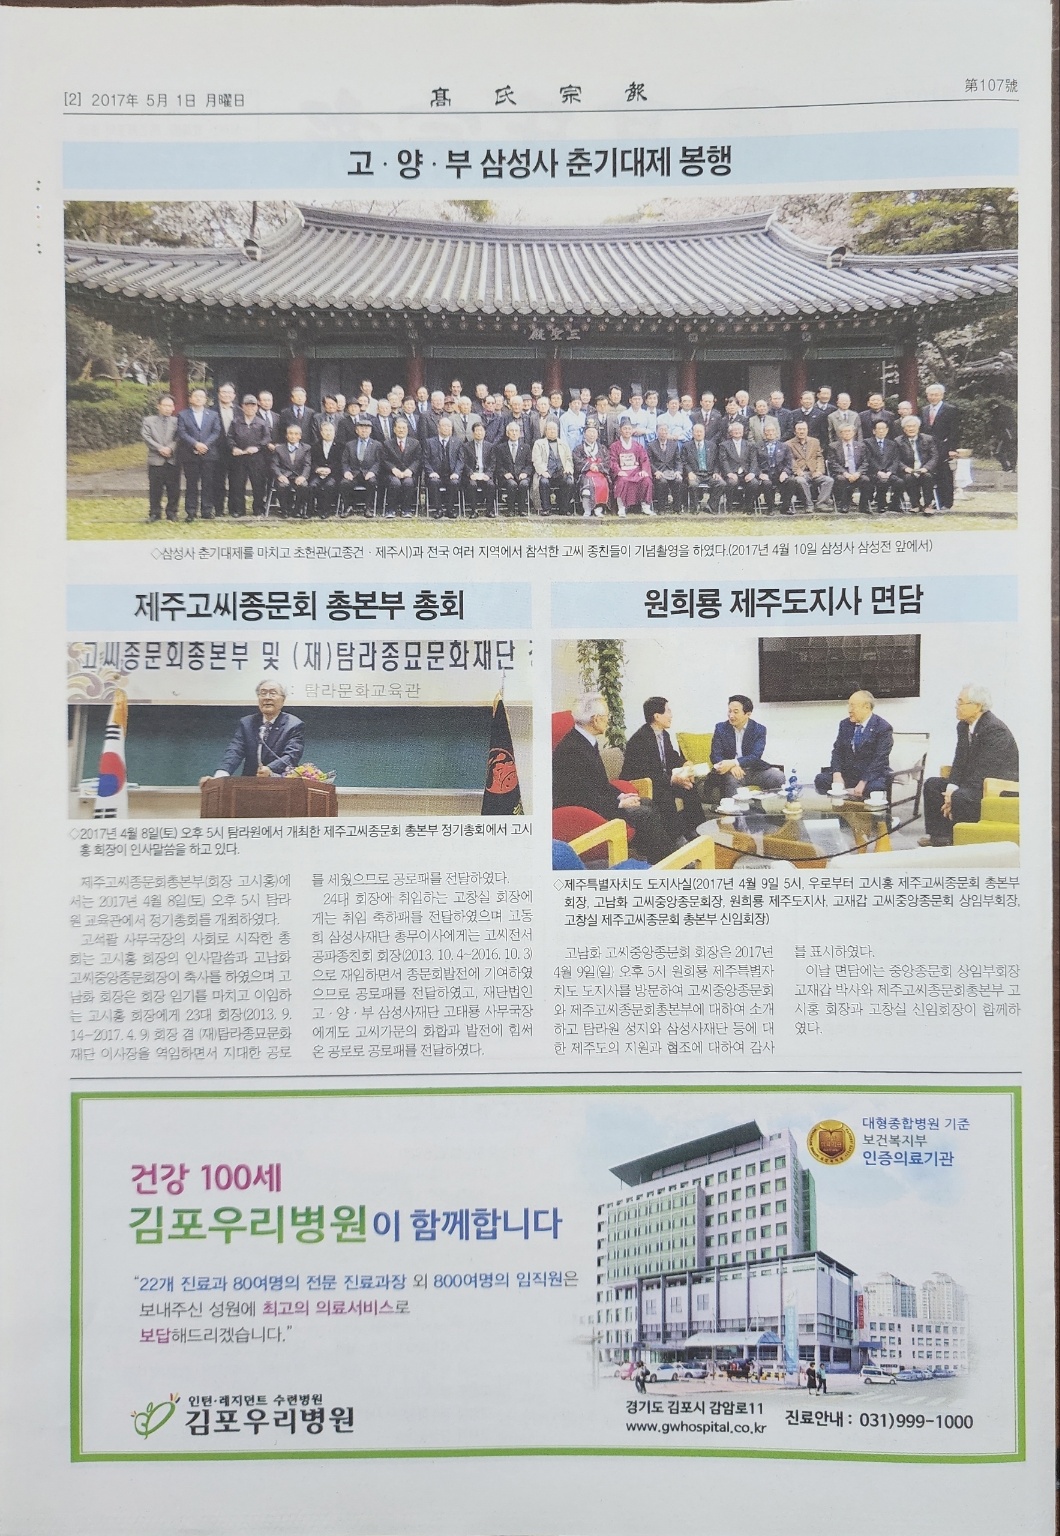 [2] 2017年 5月 1日 月曜日
高 氏 宗 報
第107號
고 · 양 · 부 삼성사 춘기대제 봉행
三聖殿
◇삼성사 춘기대제를 마치고 초헌관(고종건 · 제주시)과 전국 여러 지역에서 참석한 고씨 종친들이 기념촬영을 하였다.(2017년 4월 10일 삼성사 삼성전 앞에서)
제주고씨종문회 총본부 총회
고씨종문회총본부 및 (재)탐라종묘문화재단
: 탐라문화교육관
◇2017년 4월 8일(토) 오후 5시 탐라원에서 개최한 제주고씨종문회 총본부 정기총회에서 고시
홍 회장이 인사말씀을 하고 있다.
제주고씨종문회총본부(회장 고시홍)에
서는 2017년 4월 8일(토) 오후 5시 탐라
원 교육관에서 정기총회를 개최하였다.
고석팔 사무국장의 사회로 시작한 총
회는 고시홍 회장의 인사말씀과 고남화
고씨중앙종문회장이 축사를 하였으며 고
남화 회장은 회장 임기를 마치고 이임하
는 고시홍 회장에게 23대 회장(2013. 9.
14~2017. 4. 9) 회장 겸 (재)탐라종묘문화
재단 이사장을 역임하면서 지대한 공로
를 세웠으므로 공로패를 전달하였다.
24대 회장에 취임하는 고창실 회장에
게는 취임 축하패를 전달하였으며 고동
희 삼성사재단 총무이사에게는 고씨전서
공파종친회 회장(2013. 10. 4~2016. 10. 3)
으로 재임하면서 종문회발전에 기여하였
으므로 공로패를 전달하였고, 재단법인
고 · 양 · 부 삼성사재단 고태룡 사무국장
에게도 고씨가문의 화합과 발전에 힘써
온 공로로 공로패를 전달하였다.
원희룡 제주도지사 면담
◇제주특별자치도 도지사실(2017년 4월 9일 5시, 우로부터 고시홍 제주고씨종문회 총본부
회장, 고남화 고씨중앙종문회장, 원희룡 제주도지사, 고재갑 고씨중앙종문회 상임부회장,
고창실 제주고씨종문회 총본부 신임회장)
고남화 고씨중앙종문회 회장은 2017년
4월 9일(일) 오후 5시 원희룡 제주특별자
치도 도지사를 방문하여 고씨중앙종문회
와 제주고씨종문회총본부에 대하여 소개
하고 탐라원 성지와 삼성사재단 등에 대
한 제주도의 지원과 협조에 대하여 감사
를 표시하였다.
이날 면담에는 중앙종문회 상임부회장
고재갑 박사와 제주고씨종문회총본부 고
시홍 회장과 고창실 신임회장이 함께하
였다.
건강 100세
김포우리병원이 함께합니다
"22개 진료과 80여명의 전문 진료과장 외 800여명의 임직원은
보내주신 성원에 최고의 의료서비스로
보답해드리겠습니다."
인턴·레지던트 수련병원
김포우리병원
대형종합병원 기준
보건복지부
인증의료기관
경기도 김포시 감암로11
www.gwhospital.co.kr
진료안내 : 031)999-1000